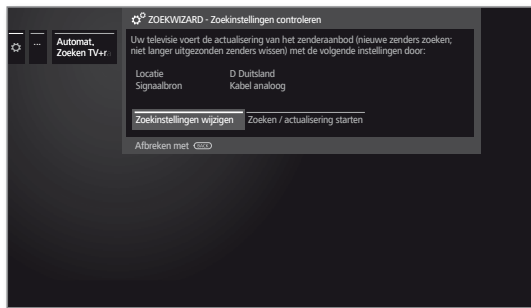 ZOEKWIZARD - Zoekinstellingen controleren
...
Automat,
Zoeken TV+r
Uw televisie voert de actualisering van het zenderaanbod (nieuwe zenders zoeken;
niet langer uitgezonden zenders wissen) met de volgende instellingen door:
Locatie D Duitsland
Signaalbron Kabel analoog
Zoekinstellingen wijzigen Zoeken / actualisering starten
Afbreken met BACK